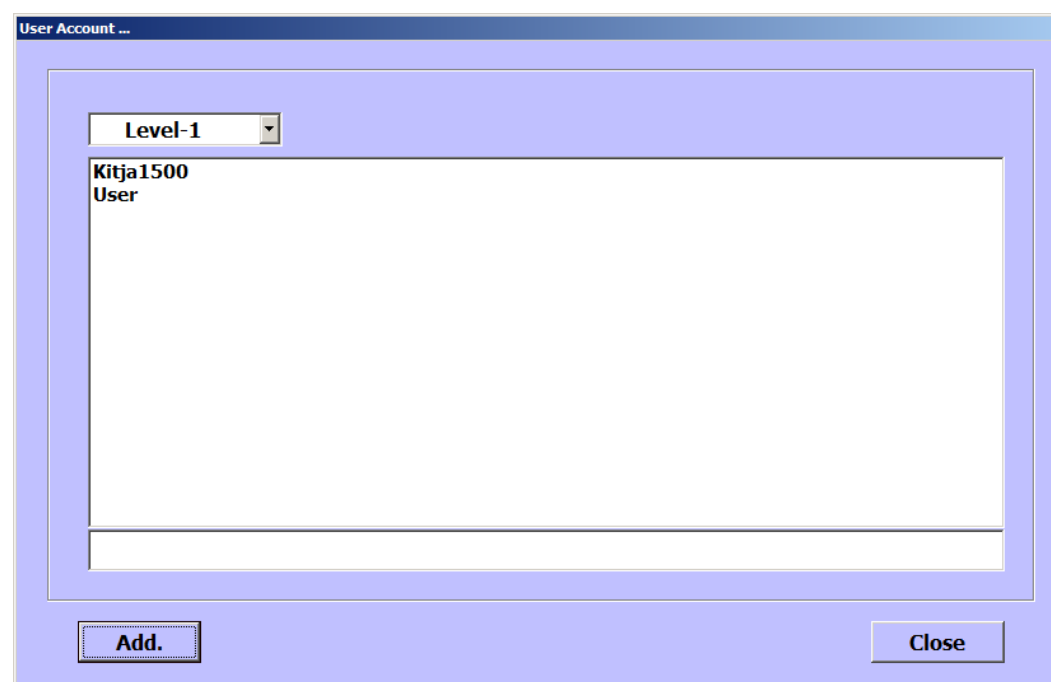 User Account ...
Level-1
Kitja1500
User
Add.
Close